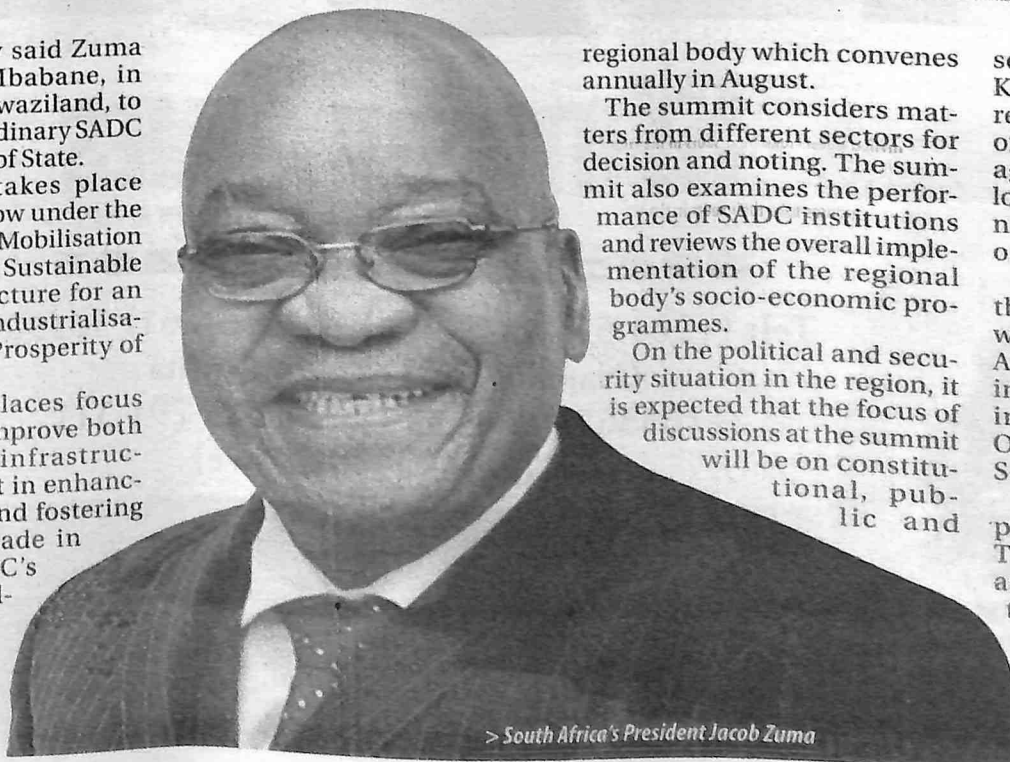 said Zuma
Mbabane, in
waziland, to
dinary SADC
of State.
takes place
ow under the
Mobilisation
Sustainable
cture for an
ndustrialisa-
Prosperity of
laces focus
mprove both
infrastruc-
t in enhanc-
nd fostering
ade in
C's
regional body which convenes
annually in August.
The summit considers mat-
ters from different sectors for
decision and noting. The sum-
mit also examines the perfor-
mance of SADC institutions
and reviews the overall imple-
mentation of the regional
body's socio-economic pro-
grammes.
On the political and secu-
rity situation in the region, it
is expected that the focus of
discussions at the summit
will be on constitu-
tional, pub-
lic and
> South Africa's President Jacob Zuma